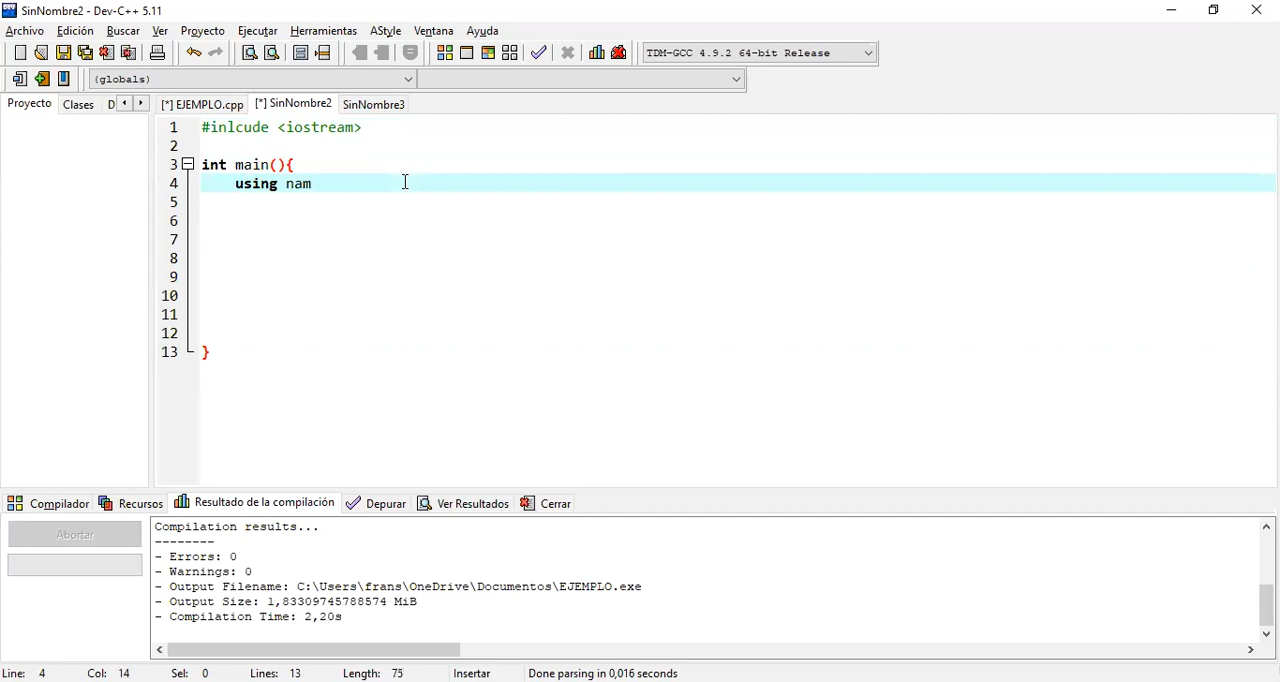 SinNombre2 - Dev-C++ 5.11
Archivo Edición Buscar Ver Proyecto Ejecutar Herramientas AStyle Ventana Ayuda
TDM-GCC 4.9.2 64-bit Release
(globals)
Proyecto Clases D [*] EJEMPLO.cpp [*] SinNombre2 SinNombre3
1 #inlcude <iostream>
2
3 int main(){
4 using nam
5
6
7
8
9
10
11
12
13 }
Compilador Recursos Resultado de la compilación Depurar Ver Resultados Cerrar
Abortar
Compilation results...
--------
- Errors: 0
- Warnings: 0
- Output Filename: C:\Users\frans\OneDrive\Documentos\EJEMPLO.exe
- Output Size: 1,83309745788574 MiB
- Compilation Time: 2,20s
Line: 4 Col: 14 Sel: 0 Lines: 13 Length: 75 Insertar Done parsing in 0,016 seconds